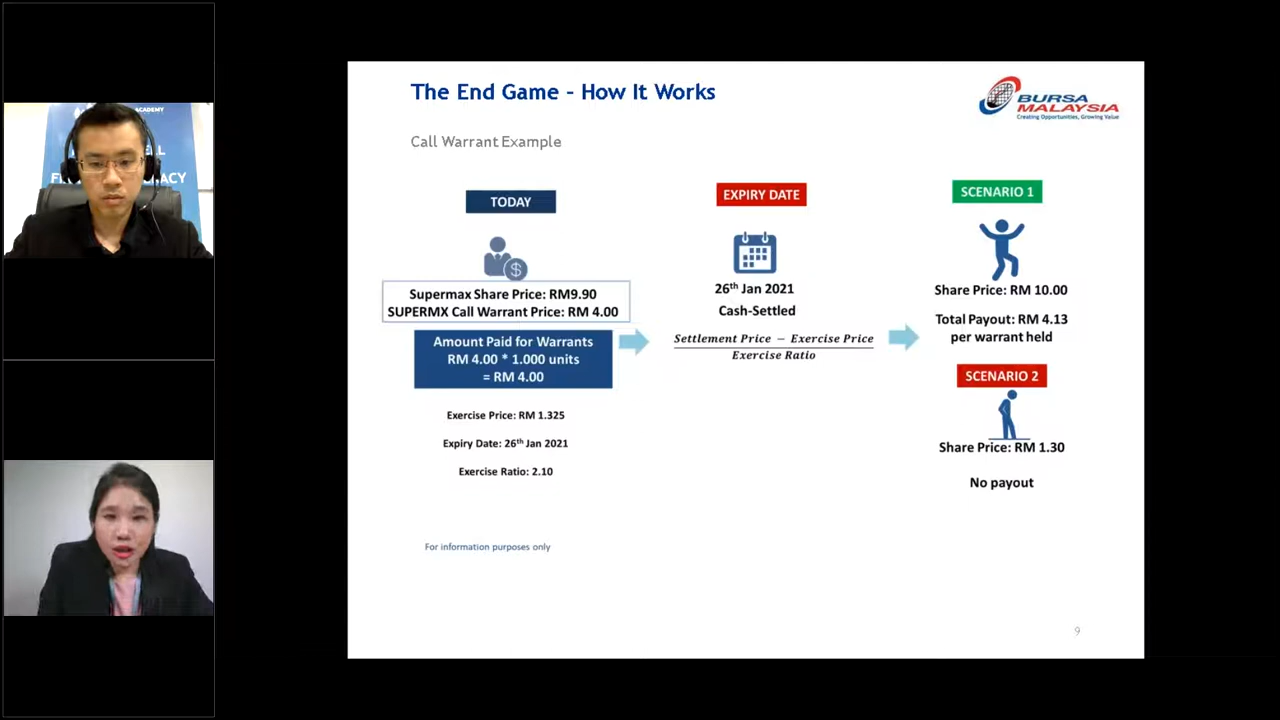 The End Game - How It Works
BURSA
MALAYSIA
Creating Opportunities, Growing Value
Call Warrant Example
TODAY
Supermax Share Price: RM9.90
SUPERMX Call Warrant Price: RM 4.00
Amount Paid for Warrants
RM 4.00 * 1.000 units
= RM 4.00
Exercise Price: RM 1.325
Expiry Date: 26th Jan 2021
Exercise Ratio: 2.10
EXPIRY DATE
26th Jan 2021
Cash-Settled
Settlement Price − Exercise Price
Exercise Ratio
SCENARIO 1
Share Price: RM 10.00
Total Payout: RM 4.13
per warrant held
SCENARIO 2
Share Price: RM 1.30
No payout
For information purposes only
9
ACADEMY